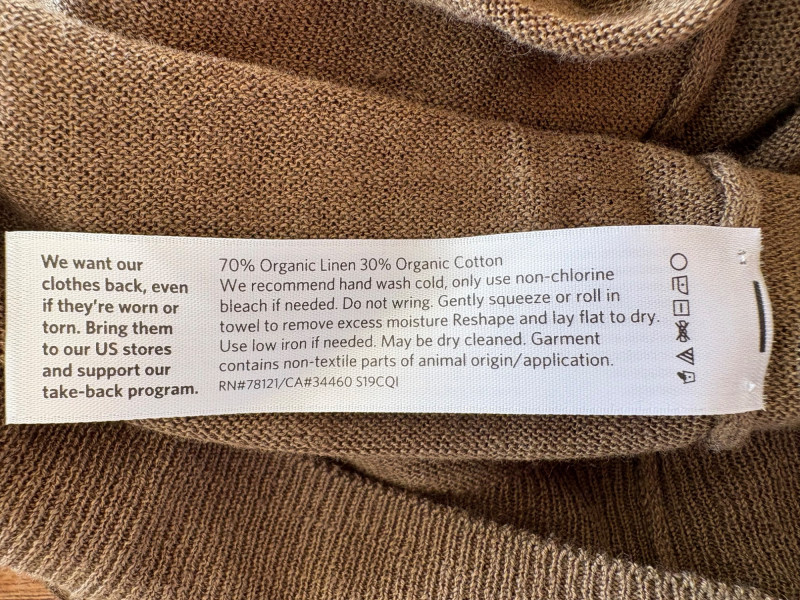 We want our
clothes back, even
if they're worn or
torn. Bring them
to our US stores
and support our
take-back program.
70% Organic Linen 30% Organic Cotton
We recommend hand wash cold, only use non-chlorine
bleach if needed. Do not wring. Gently squeeze or roll in
towel to remove excess moisture Reshape and lay flat to dry.
Use low iron if needed. May be dry cleaned. Garment
contains non-textile parts of animal origin/application.
RN#78121/CA#34460 S19CQI